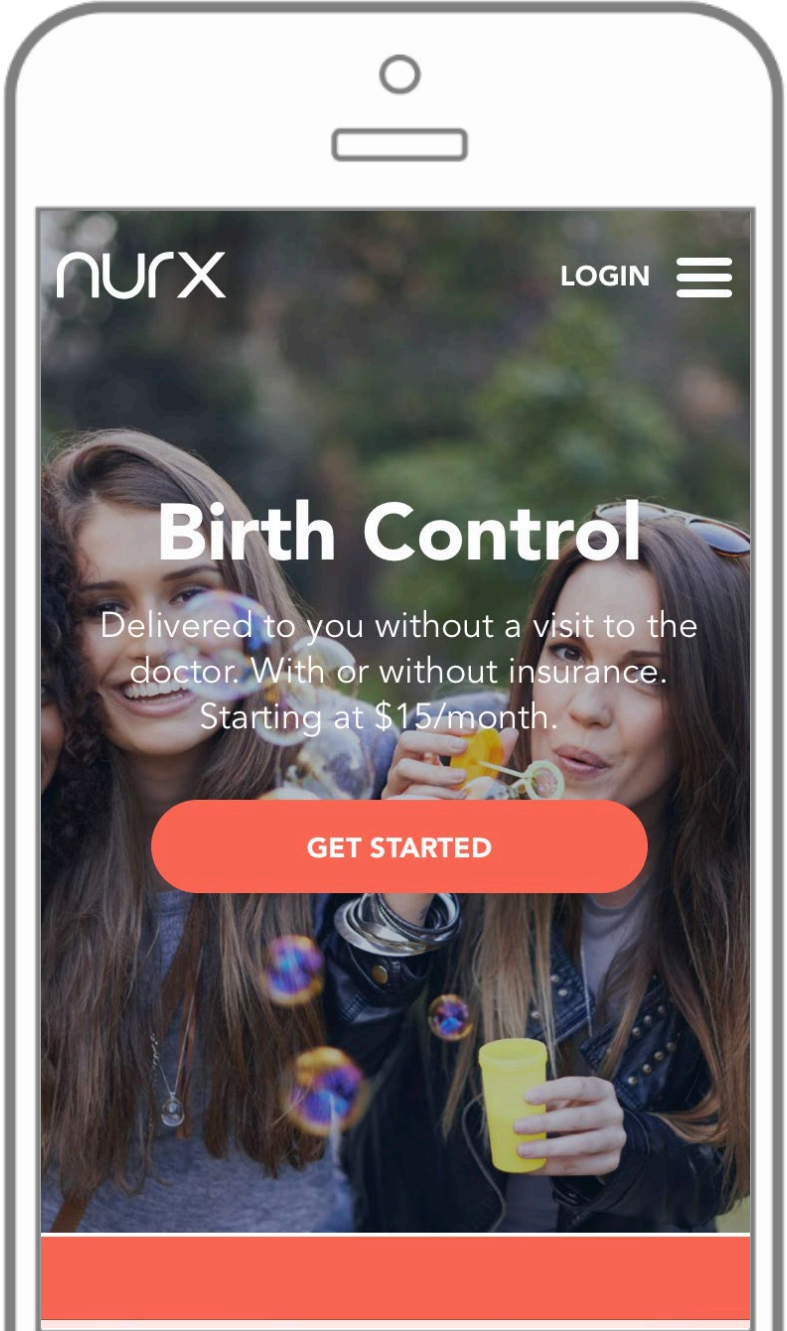 nurx
LOGIN
Birth Control
Delivered to you without a visit to the
doctor. With or without insurance.
Starting at $15/month.
GET STARTED